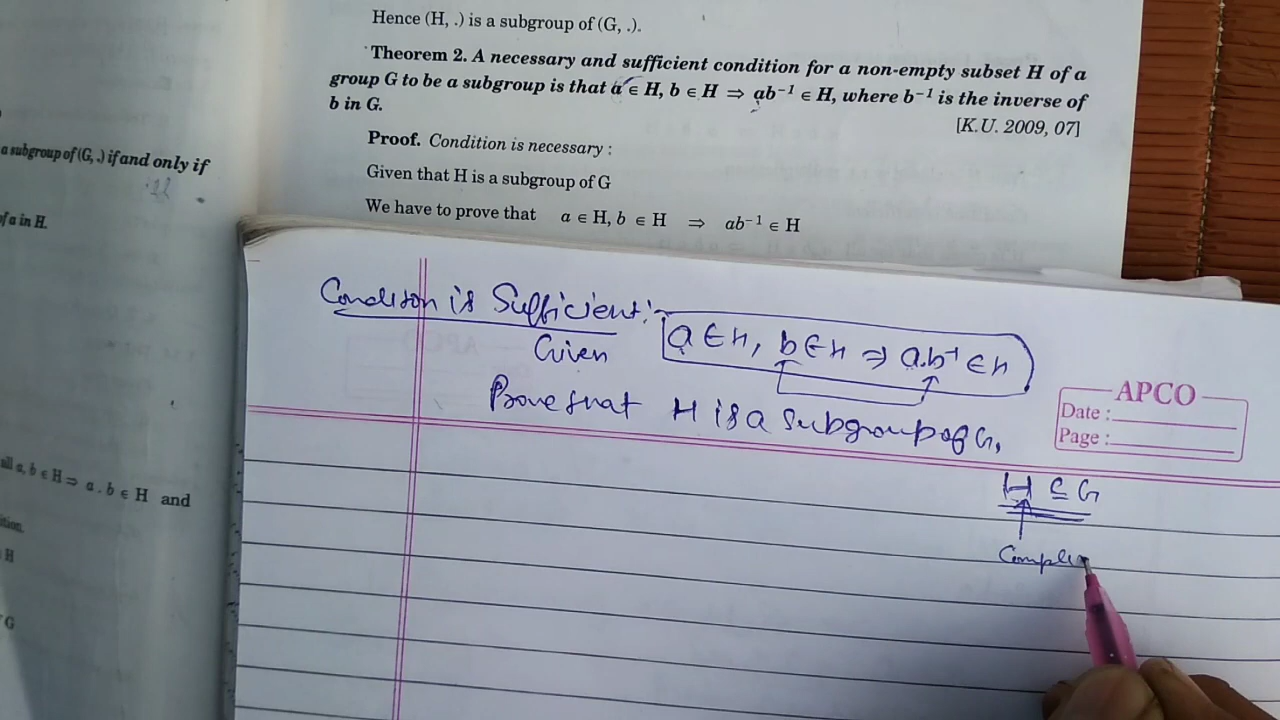 Hence (H, .) is a subgroup of (G, .).
Theorem 2. A necessary and sufficient condition for a non-empty subset H of a
group G to be a subgroup is that a ∈ H, b ∈ H ⇒ ab⁻¹ ∈ H, where b⁻¹ is the inverse of
b in G.
[K.U. 2009, 07]
Proof. Condition is necessary :
Given that H is a subgroup of G
We have to prove that a ∈ H, b ∈ H ⇒ ab⁻¹ ∈ H
a subgroup of (G, .) if and only if
of a in H.
all a, b ∈ H ⇒ a . b ∈ H and
H
G
Condition is Sufficient:-
Given a ∈ H, b ∈ H ⇒ a.b⁻¹ ∈ H
Prove that H is a subgroup of G.
APCO
Date :
Page :
H ⊆ G
Comple